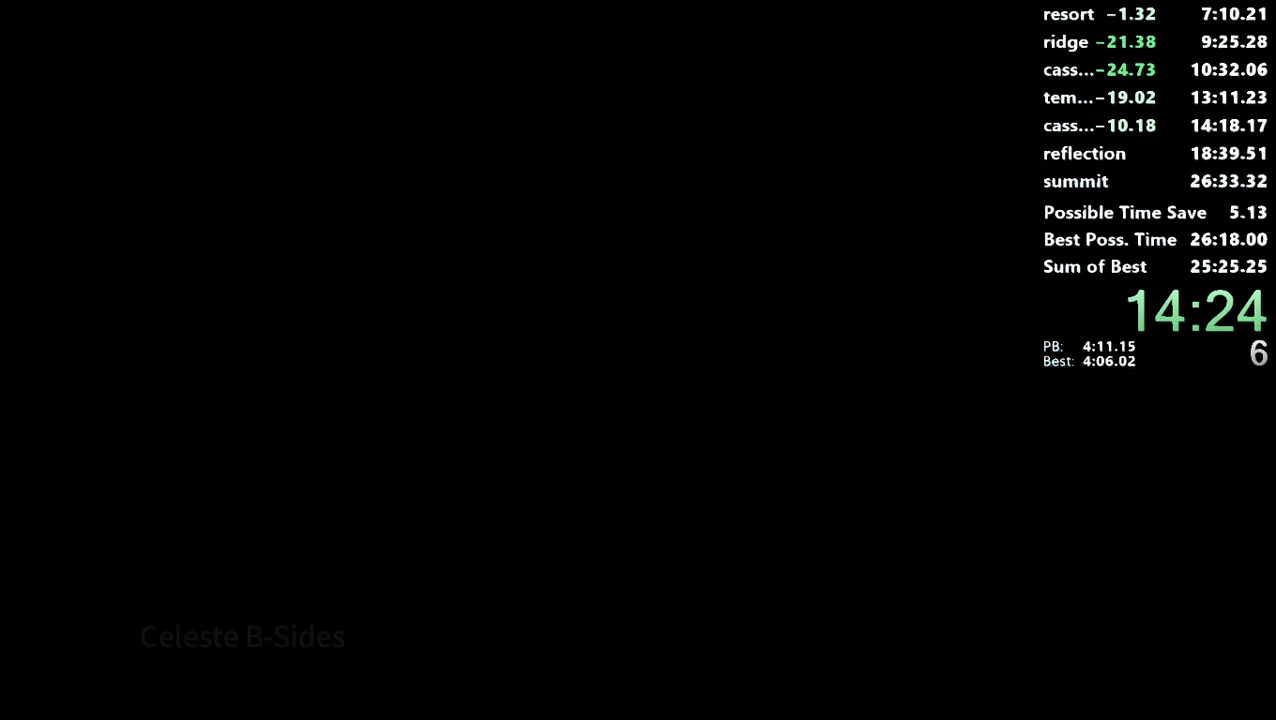 resort −1.32 7:10.21
ridge −21.38 9:25.28
cass...−24.73 10:32.06
tem...−19.02 13:11.23
cass...−10.18 14:18.17
reflection 18:39.51
summit 26:33.32
Possible Time Save 5.13
Best Poss. Time 26:18.00
Sum of Best 25:25.25
14:24
PB: 4:11.15 6
Best: 4:06.02
Celeste B-Sides